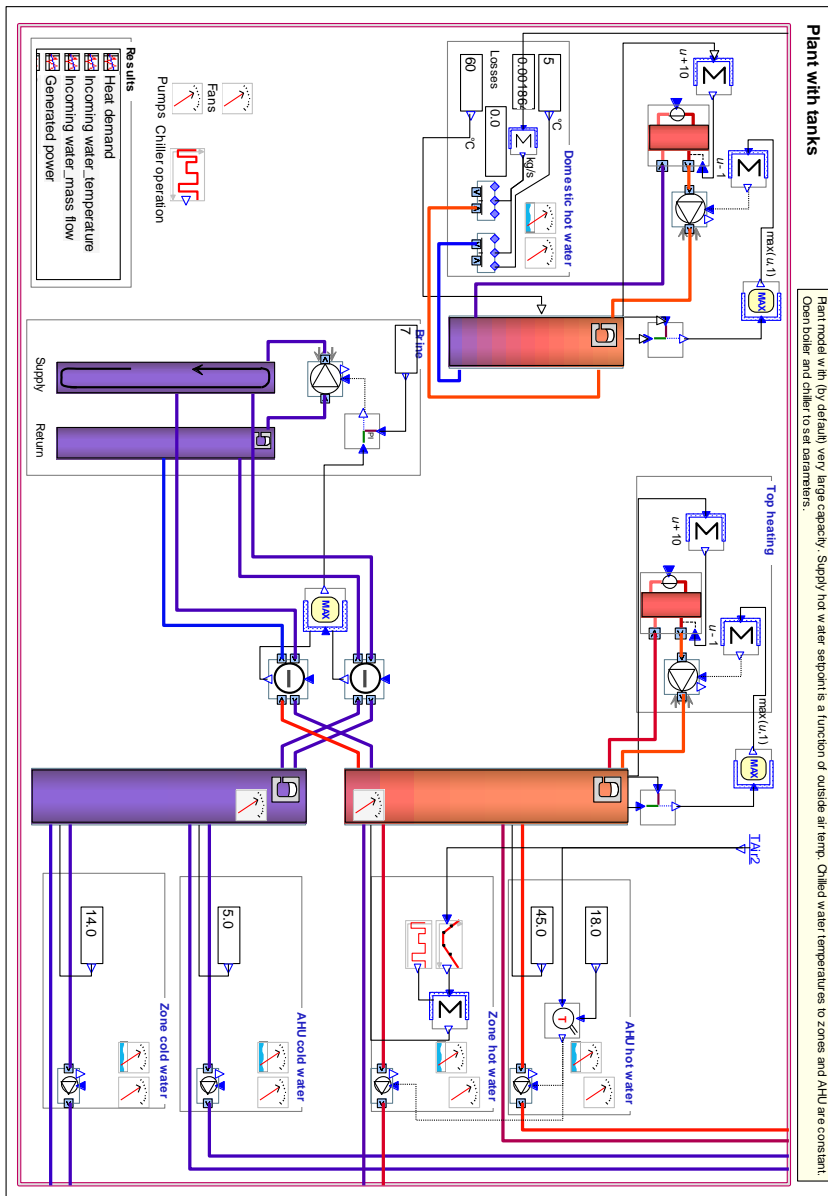 Plant with tanks
Plant model with (by default) very large capacity. Supply hot water setpoint is a function of outside air temp. Chilled water temperatures to zones and AHU are constant.
Open boiler and chiller to set parameters.
u+10
u-1
max(u,1)
MAX
Domestic hot water
5
°C
kg/s
Losses
0.0
60
°C
Fans
Pumps
Chiller operation
Results
Heat demand
Incoming water_temperature
Incoming water_mass flow
Generated power
Brine
7
PI
Supply
Return
MAX
Top heating
u+10
u-1
max(u,1)
MAX
TAir2
AHU hot water
18.0
T
45.0
Zone hot water
AHU cold water
5.0
Zone cold water
14.0